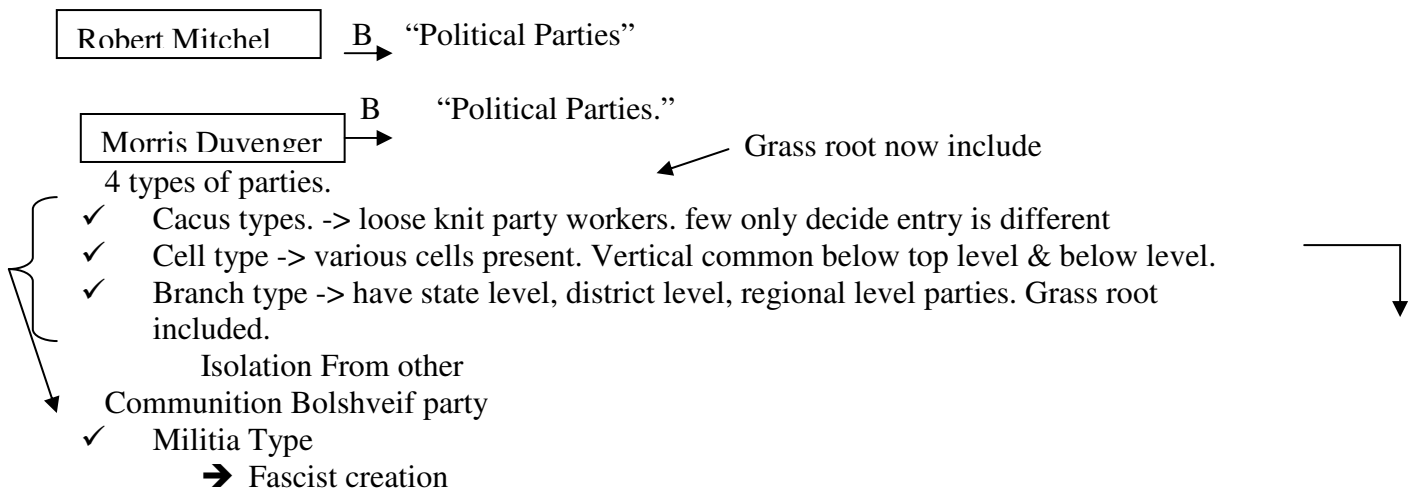 Robert Mitchel B “Political Parties”
B “Political Parties.”
Morris Duvenger
Grass root now include
4 types of parties.
✓ Cacus types. -> loose knit party workers. few only decide entry is different
✓ Cell type -> various cells present. Vertical common below top level & below level.
✓ Branch type -> have state level, district level, regional level parties. Grass root
included.
Isolation From other
Communition Bolshveif party
✓ Militia Type
➔ Fascist creation